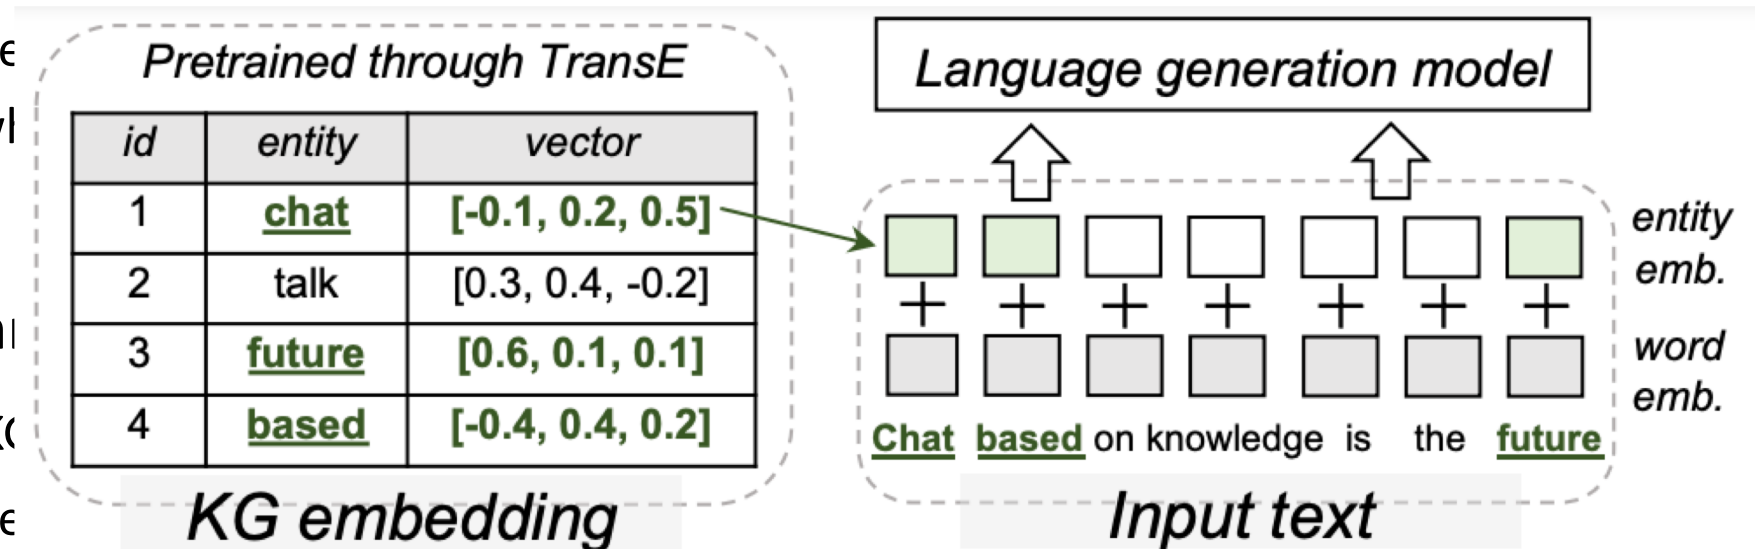 Pretrained through TransE
id entity vector
1 chat [-0.1, 0.2, 0.5]
2 talk [0.3, 0.4, -0.2]
3 future [0.6, 0.1, 0.1]
4 based [-0.4, 0.4, 0.2]
KG embedding
Language generation model
entity
emb.
+ + + + + + +
word
emb.
Chat based on knowledge is the future
Input text